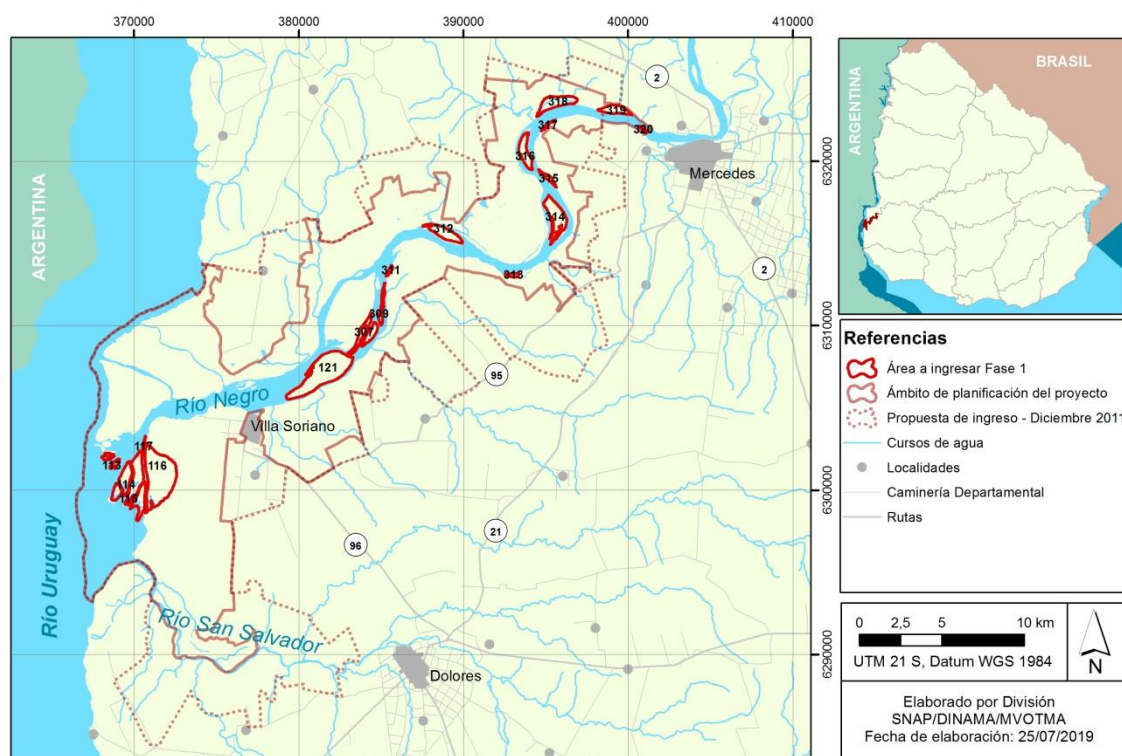 370000
380000
390000
400000
410000
6320000
6310000
6300000
6290000
ARGENTINA
2
318
319
317
320
316
Mercedes
315
314
312
2
313
311
309
307
121
95
Río Negro
Villa Soriano
117
116
113
114
115
21
96
Río Uruguay
Río San Salvador
Dolores
ARGENTINA
BRASIL
Referencias
Área a ingresar Fase 1
Ámbito de planificación del proyecto
Propuesta de ingreso - Diciembre 2011
Cursos de agua
Localidades
Caminería Departamental
Rutas
0 2,5 5 10 km
UTM 21 S, Datum WGS 1984
N
Elaborado por División
SNAP/DINAMA/MVOTMA
Fecha de elaboración: 25/07/2019